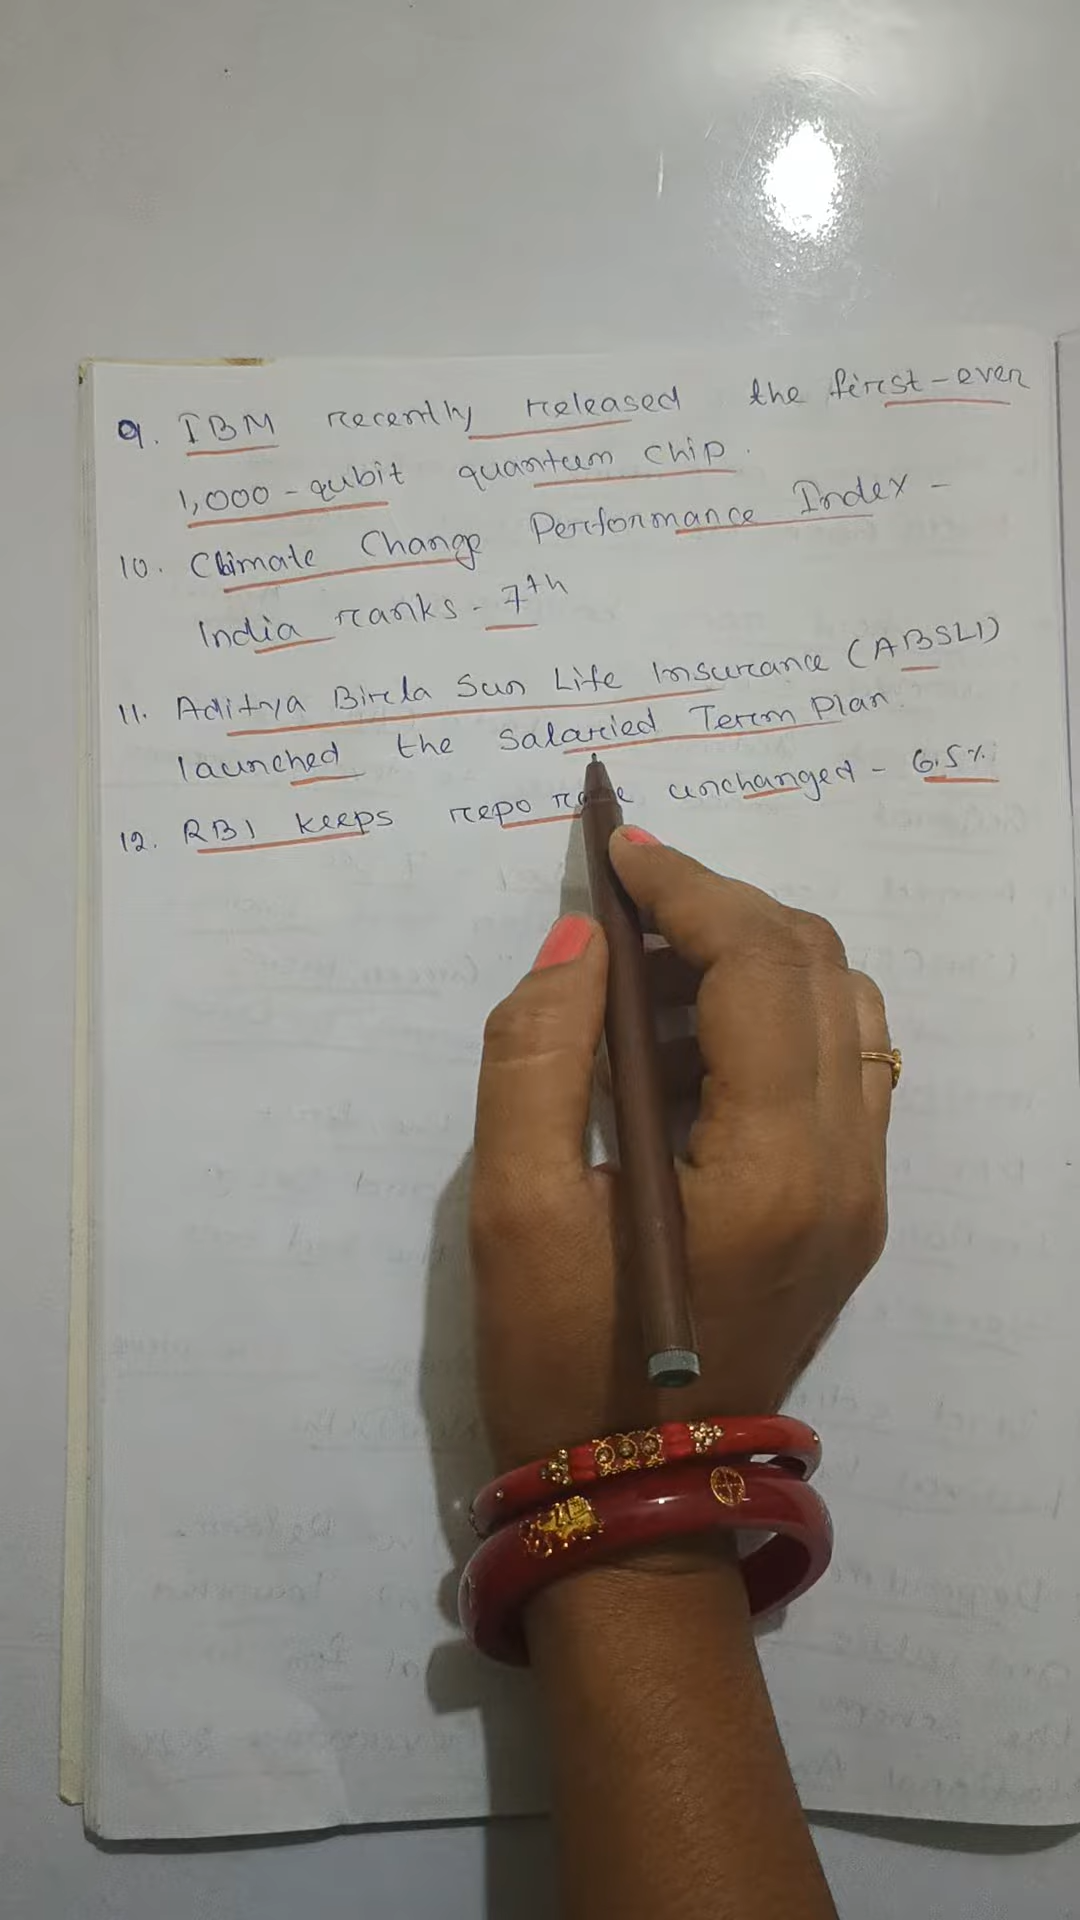 9. IBM recently released the first-ever
1,000-qubit quantum chip.
10. Climate Change Performance Index -
India ranks - 7th
11. Aditya Birla Sun Life Insurance (ABSLI)
launched the Salaried Term Plan.
12. RBI keeps repo rate unchanged - 6.5%